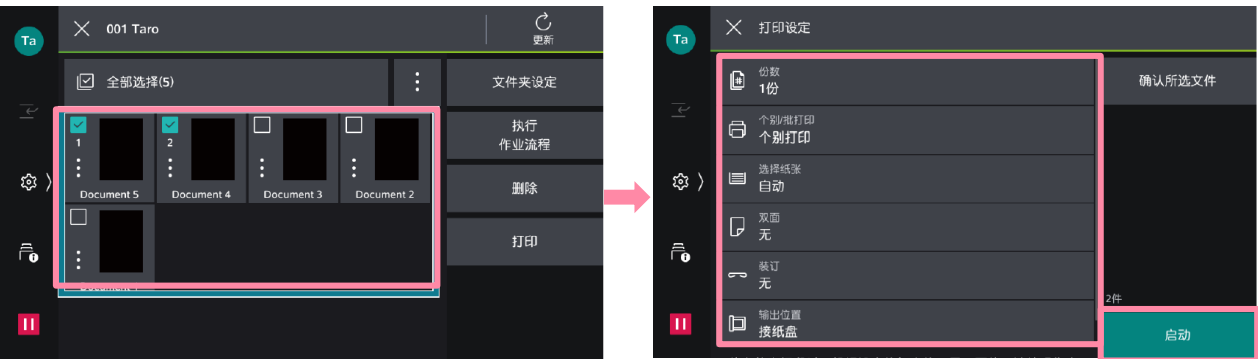 Ta
001 Taro
更新
全部选择(5)
文件夹设定
1
2
Document 5
Document 4
Document 3
Document 2
执行
作业流程
删除
打印
Ta
打印设定
份数
1份
个别/批打印
个别打印
选择纸张
自动
双面
无
装订
无
输出位置
接纸盘
确认所选文件
2件
启动